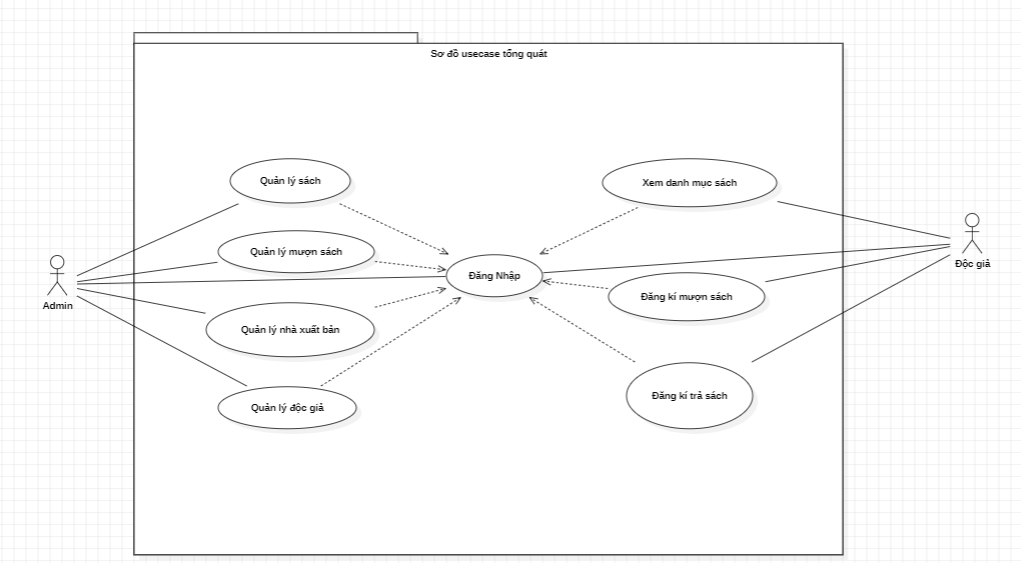 Sơ đồ usecase tổng quát
Quản lý sách
Xem danh mục sách
Quản lý mượn sách
Độc giả
Đăng Nhập
Admin
Đăng kí mượn sách
Quản lý nhà xuất bản
Đăng kí trả sách
Quản lý độc giả